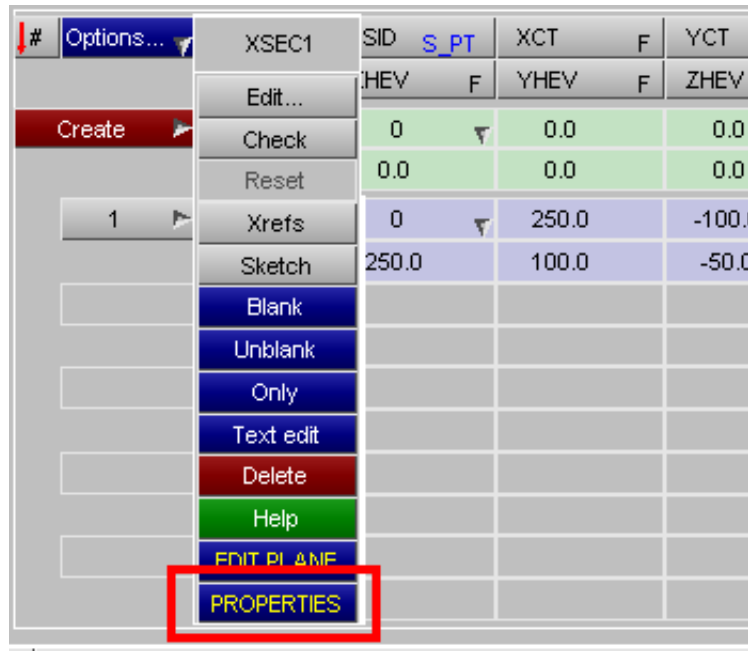 # Options... XSEC1 SID S_PT XCT F YCT
HEV F YHEV F ZHEV
Edit...
Create Check 0 0.0 0.0
Reset 0.0 0.0 0.0
1 Xrefs 0 250.0 -100.
Sketch 250.0 100.0 -50.0
Blank
Unblank
Only
Text edit
Delete
Help
EDIT PLANE
PROPERTIES